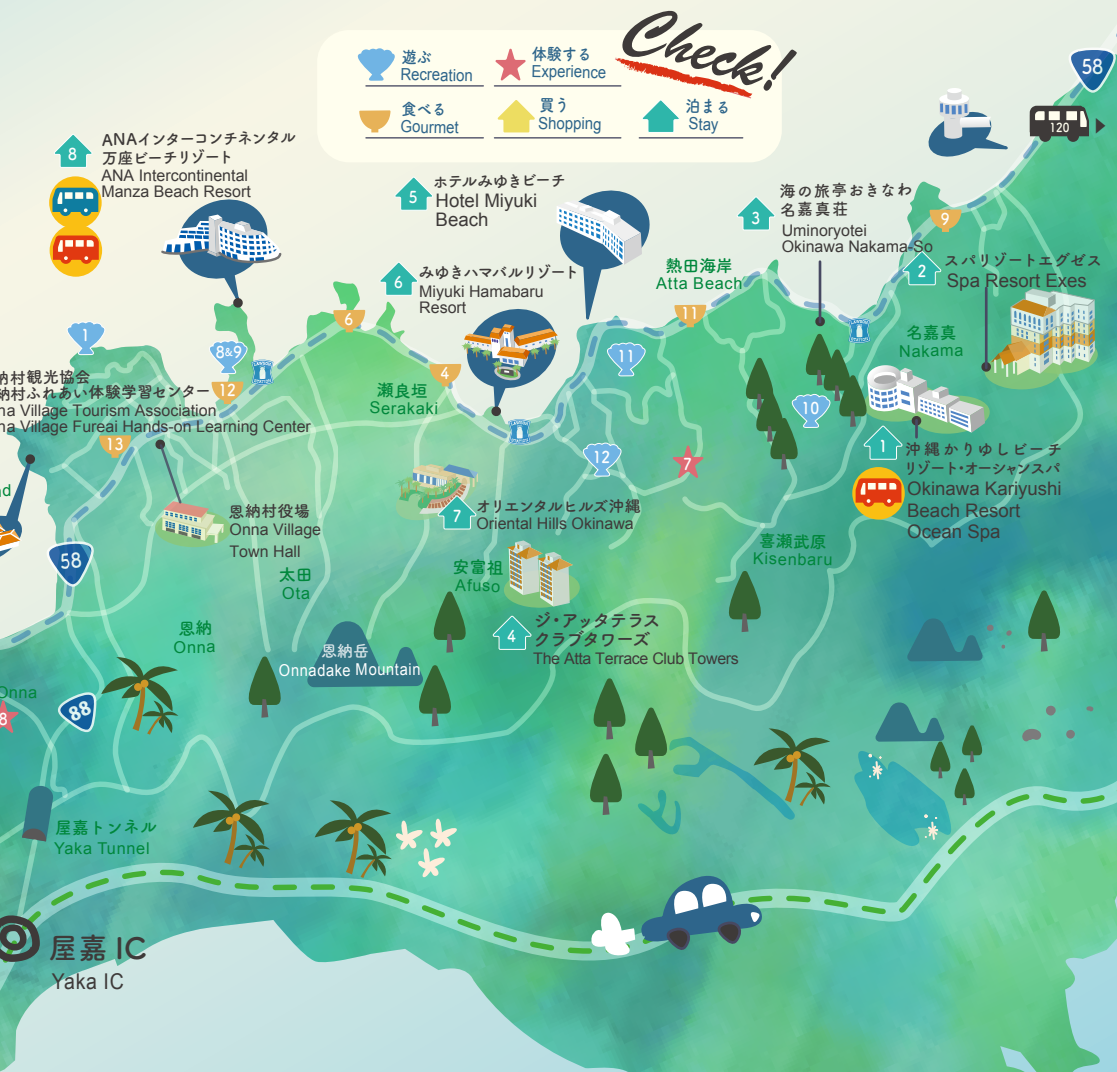 Check!
遊ぶ
Recreation
体験する
Experience
食べる
Gourmet
買う
Shopping
泊まる
Stay
58
120
8
ANAインターコンチネンタル
万座ビーチリゾート
ANA Intercontinental
Manza Beach Resort
5
ホテルみゆきビーチ
Hotel Miyuki
Beach
3
海の旅亭おきなわ
名嘉真荘
Uminoryotei
Okinawa Nakama-So
9
2
スパリゾートエグゼス
Spa Resort Exes
6
みゆきハマバルリゾート
Miyuki Hamabaru
Resort
熱田海岸
Atta Beach
11
6
1
8&9
12
4
11
名嘉真
Nakama
納村観光協会
納村ふれあい体験学習センター
na Village Tourism Association
na Village Fureai Hands-on Learning Center
13
瀬良垣
Serakaki
10
12
7
1
沖縄かりゆしビーチ
リゾート・オーシャンスパ
Okinawa Kariyushi
Beach Resort
Ocean Spa
nd
恩納村役場
Onna Village
Town Hall
7
オリエンタルヒルズ沖縄
Oriental Hills Okinawa
58
太田
Ota
安富祖
Afuso
喜瀬武原
Kisenbaru
4
ジ・アッタテラス
クラブタワーズ
The Atta Terrace Club Towers
恩納
Onna
恩納岳
Onnadake Mountain
Onna
8
88
屋嘉トンネル
Yaka Tunnel
屋嘉 IC
Yaka IC